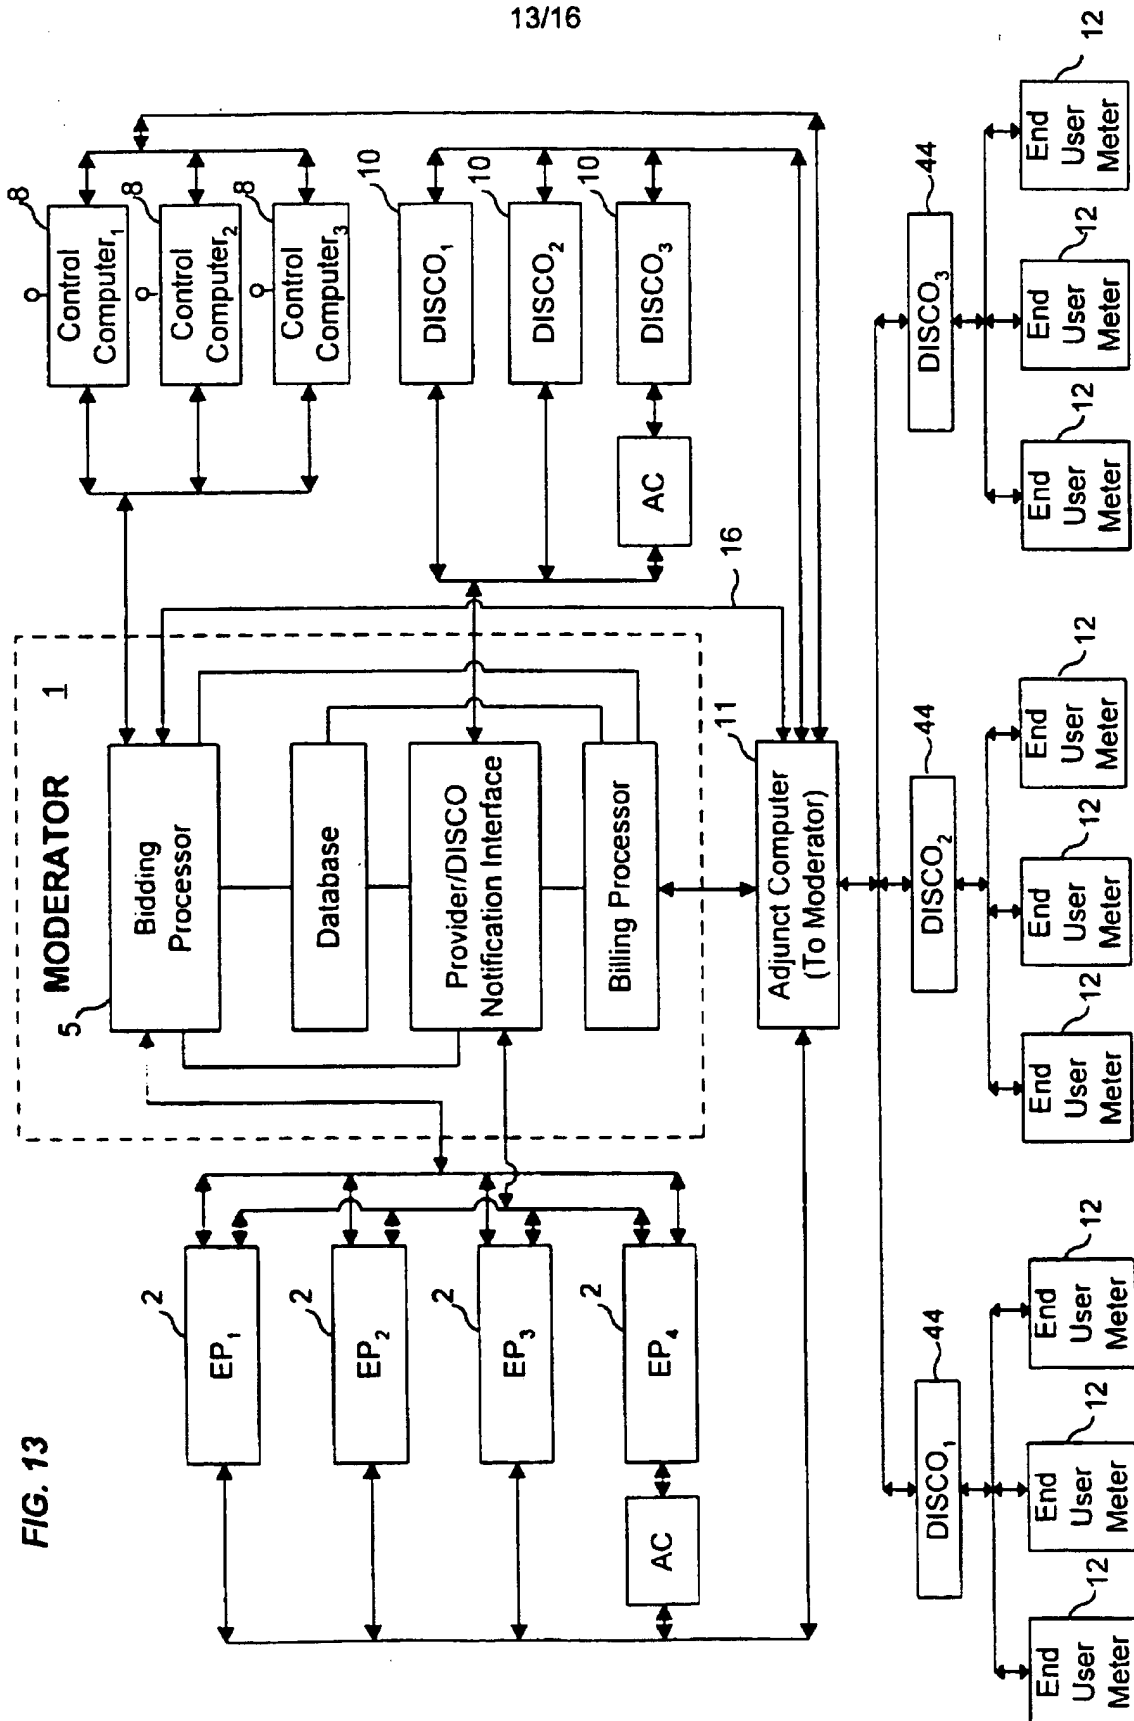 13/16
FIG. 13
MODERATOR
1
5
Bidding
Processor
Database
Provider/DISCO
Notification Interface
Billing Processor
2
EP₁
2
EP₂
2
EP₃
2
EP₄
AC
8
Control
Computer₁
8
Control
Computer₂
8
Control
Computer₃
10
DISCO₁
10
DISCO₂
10
DISCO₃
AC
16
11
Adjunct Computer
(To Moderator)
44
DISCO₁
44
DISCO₂
44
DISCO₃
12
End
User
Meter
12
End
User
Meter
12
End
User
Meter
12
End
User
Meter
12
End
User
Meter
12
End
User
Meter
12
End
User
Meter
12
End
User
Meter
12
End
User
Meter